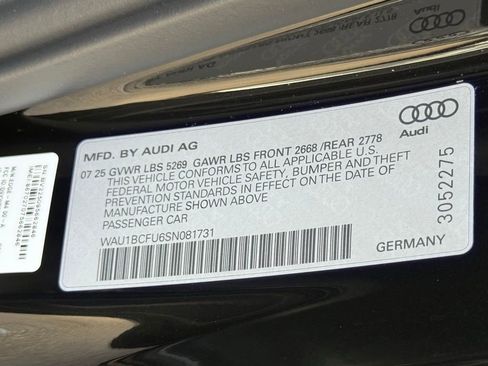 MFD. BY AUDI AG
07 25 GVWR LBS 5269 GAWR LBS FRONT 2668 /REAR 2778
THIS VEHICLE CONFORMS TO ALL APPLICABLE U.S.
FEDERAL MOTOR VEHICLE SAFETY, BUMPER AND THEFT
PREVENTION STANDARDS IN EFFECT ON THE DATE OF
MANUFACTURE SHOWN ABOVE
PASSENGER CAR
WAU1BCFU6SN081731
Audi
3052275
GERMANY